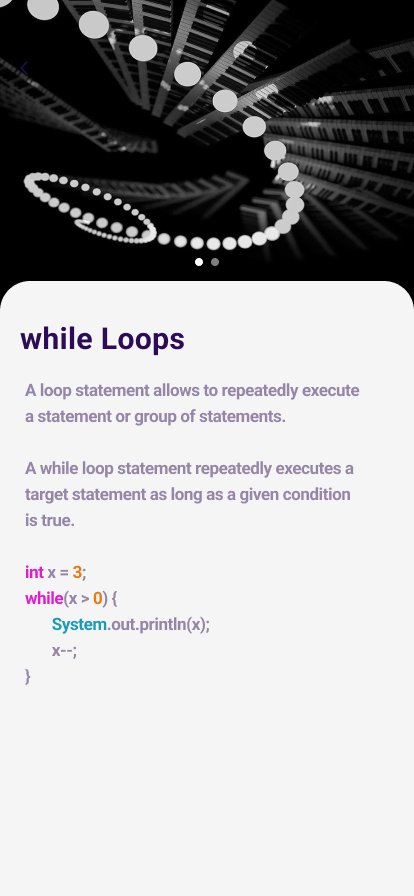 while Loops
A loop statement allows to repeatedly execute
a statement or group of statements.
A while loop statement repeatedly executes a
target statement as long as a given condition
is true.
int x = 3;
while(x > 0) {
System.out.println(x);
x--;
}